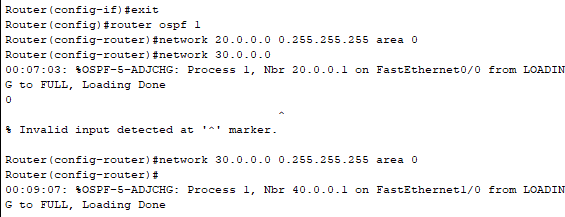 Router(config-if)#exit
Router(config)#router ospf 1
Router(config-router)#network 20.0.0.0 0.255.255.255 area 0
Router(config-router)#network 30.0.0.0
00:07:03: %OSPF-5-ADJCHG: Process 1, Nbr 20.0.0.1 on FastEthernet0/0 from LOADIN
G to FULL, Loading Done
0
^
% Invalid input detected at '^' marker.
Router(config-router)#network 30.0.0.0 0.255.255.255 area 0
Router(config-router)#
00:09:07: %OSPF-5-ADJCHG: Process 1, Nbr 40.0.0.1 on FastEthernet1/0 from LOADIN
G to FULL, Loading Done